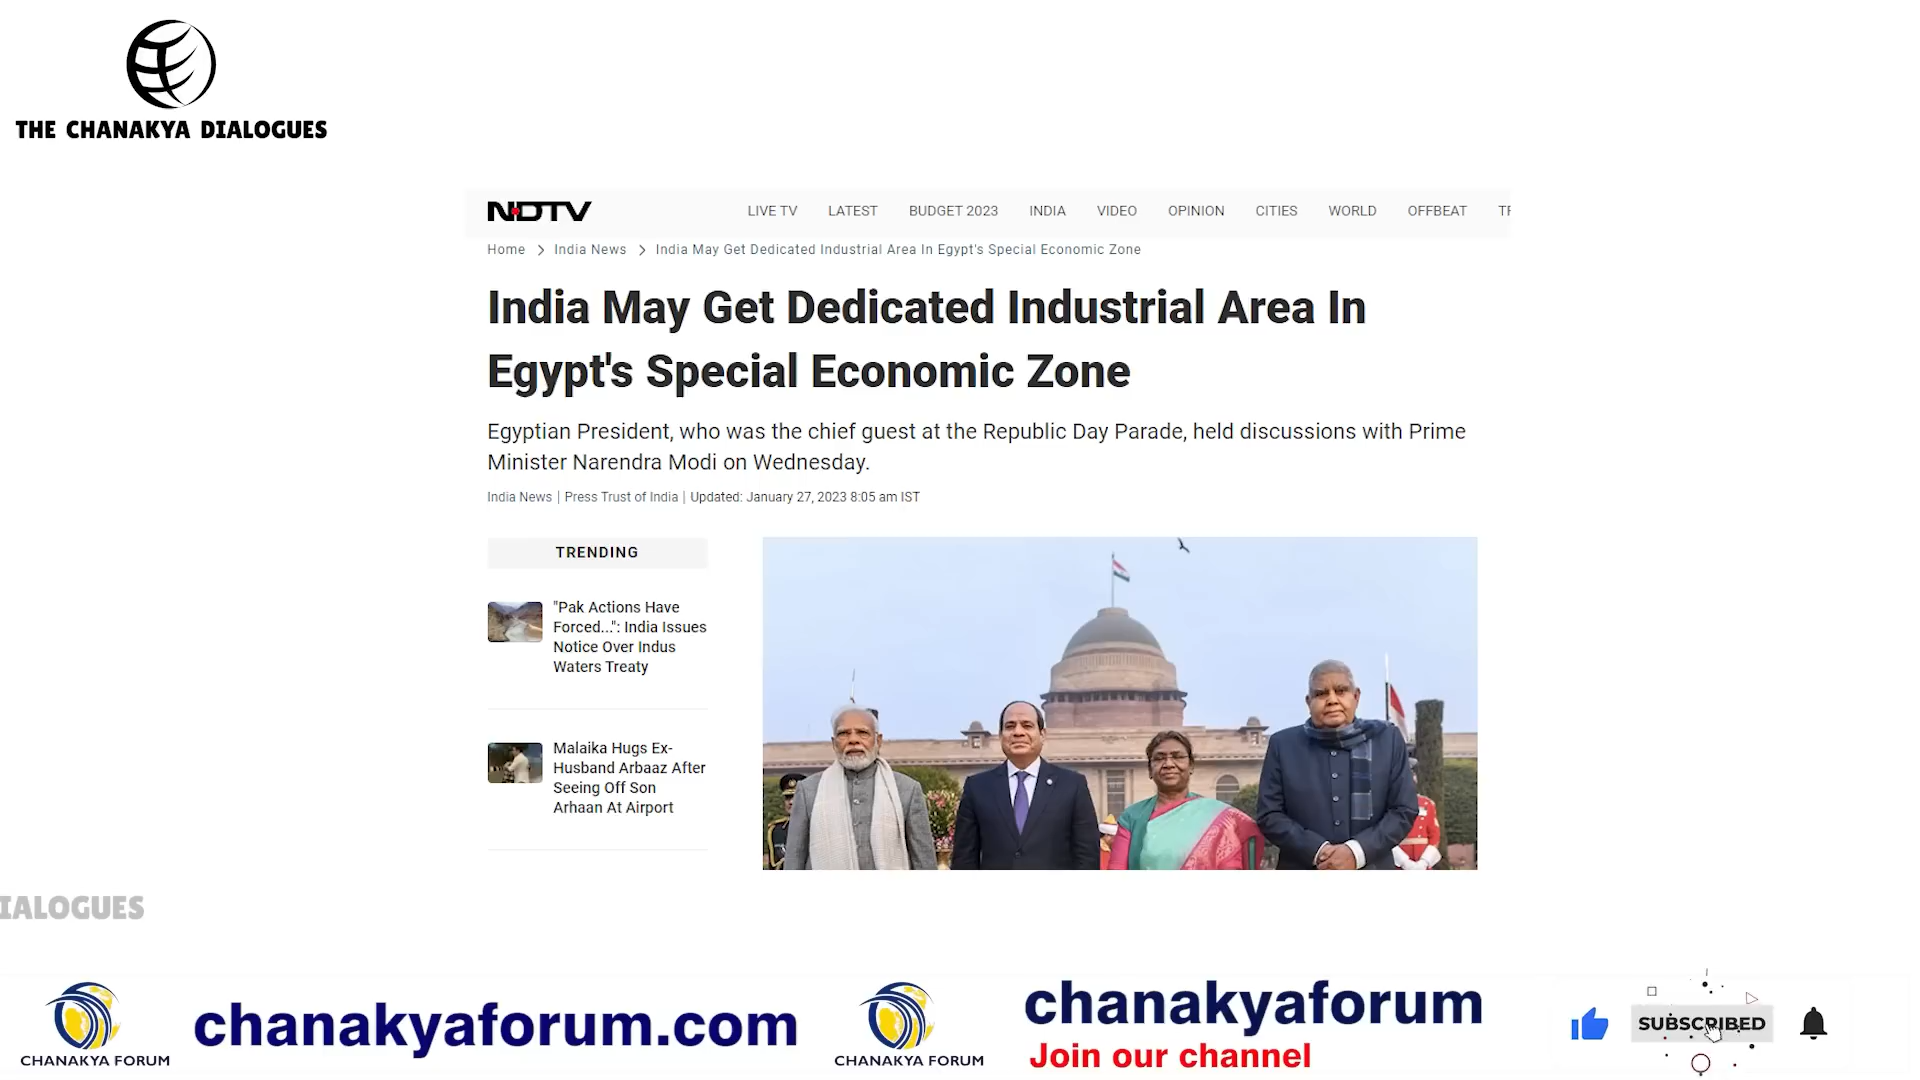 THE CHANAKYA DIALOGUES
NDTV
LIVE TV LATEST BUDGET 2023 INDIA VIDEO OPINION CITIES WORLD OFFBEAT
Home > India News > India May Get Dedicated Industrial Area In Egypt's Special Economic Zone
India May Get Dedicated Industrial Area In
Egypt's Special Economic Zone
Egyptian President, who was the chief guest at the Republic Day Parade, held discussions with Prime
Minister Narendra Modi on Wednesday.
India News | Press Trust of India | Updated: January 27, 2023 8:05 am IST
TRENDING
"Pak Actions Have
Forced...": India Issues
Notice Over Indus
Waters Treaty
Malaika Hugs Ex-
Husband Arbaaz After
Seeing Off Son
Arhaan At Airport
IALOGUES
CHANAKYA FORUM
chanakyaforum.com
CHANAKYA FORUM
chanakyaforum
Join our channel
SUBSCRIBED